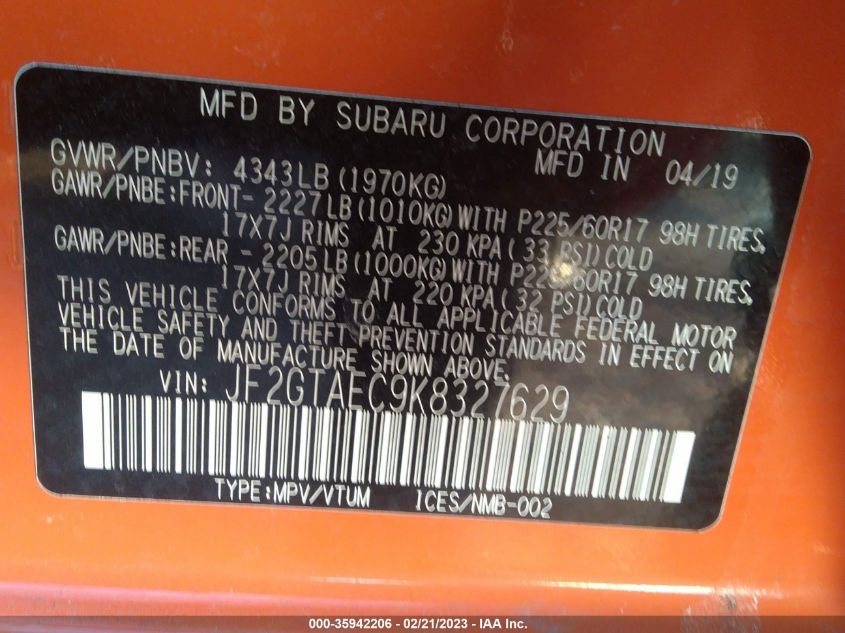 MFD BY SUBARU CORPORATION
GVWR/PNBV: 4343LB (1970KG) MFD IN 04/19
GAWR/PNBE:FRONT- 2227LB (1010KG) WITH P225/60R17 98H TIRES,
17X7J RIMS AT 230 KPA( 33 PSI)COLD
GAWR/PNBE:REAR - 2205LB (1000KG) WITH P225/60R17 98H TIRES,
17X7J RIMS AT 220 KPA( 32 PSI)COLD
THIS VEHICLE CONFORMS TO ALL APPLICABLE FEDERAL MOTOR
VEHICLE SAFETY AND THEFT PREVENTION STANDARDS IN EFFECT ON
THE DATE OF MANUFACTURE SHOWN ABOVE.
VIN: JF2GTAEC9K8327629
TYPE:MPV/VTUM ICES/NMB-002
000-35942206 - 02/21/2023 - IAA Inc.